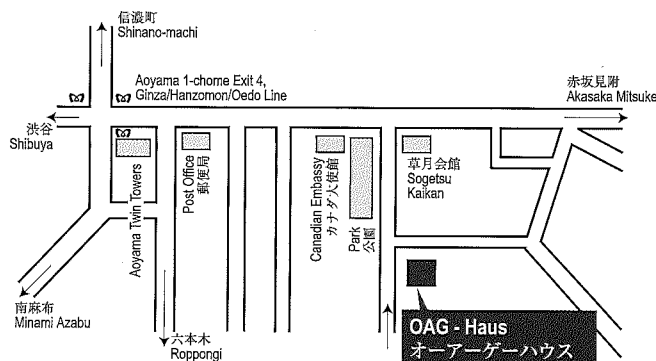 信濃町
Shinano-machi
Aoyama 1-chome Exit 4,
Ginza/Hanzomon/Oedo Line
赤坂見附
Akasaka Mitsuke
渋谷
Shibuya
Aoyama Twin Towers
Post Office
郵便局
Canadian Embassy
カナダ大使館
Park
公園
草月会館
Sogetsu
Kaikan
南麻布
Minami Azabu
六本木
Roppongi
OAG - Haus
オーアーゲーハウス